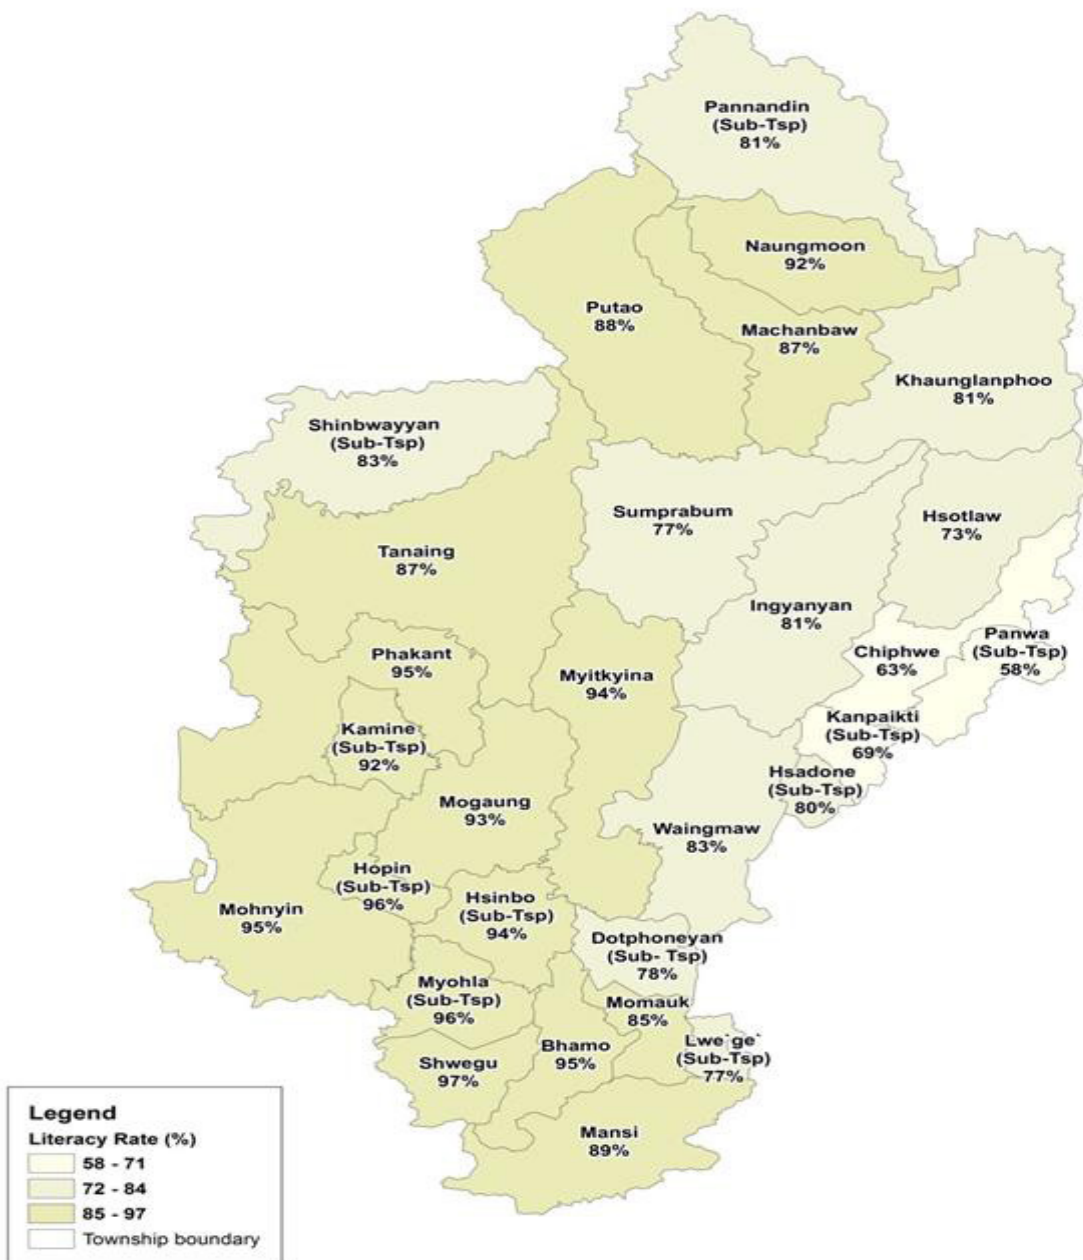 Pannandin
(Sub-Tsp)
81%
Naungmoon
92%
Putao
88%
Machanbaw
87%
Khaunglanphoo
81%
Shinbwayyan
(Sub-Tsp)
83%
Sumprabum
77%
Hsotlaw
73%
Tanaing
87%
Ingyanyan
81%
Phakant
95%
Myitkyina
94%
Chiphwe
63%
Panwa
(Sub-Tsp)
58%
Kamine
(Sub-Tsp)
92%
Kanpaikti
(Sub-Tsp)
69%
Hsadone
(Sub-Tsp)
80%
Mogaung
93%
Waingmaw
83%
Hopin
(Sub-Tsp)
96%
Mohnyin
95%
Hsinbo
(Sub-Tsp)
94%
Dotphoneyan
(Sub- Tsp)
78%
Myohla
(Sub-Tsp)
96%
Momauk
85%
Bhamo
95%
Lwe`ge`
(Sub-Tsp)
77%
Shwegu
97%
Mansi
89%
Legend
Literacy Rate (%)
58 - 71
72 - 84
85 - 97
Township boundary